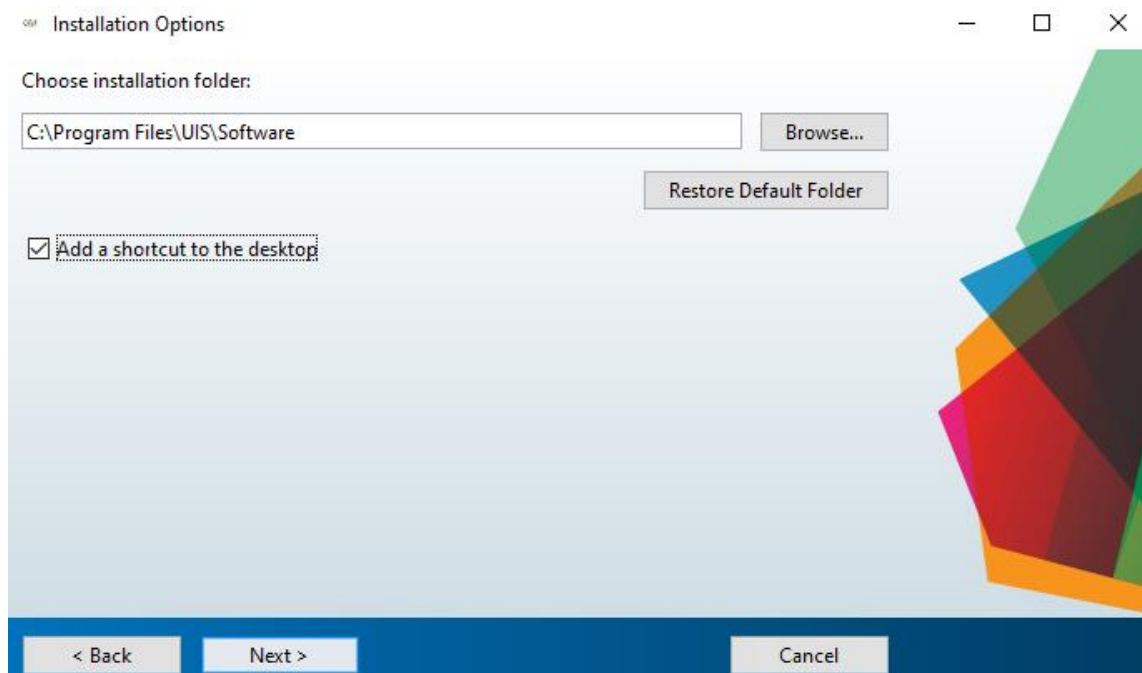 Installation Options
Choose installation folder:
C:\Program Files\UIS\Software
Browse...
Restore Default Folder
Add a shortcut to the desktop
< Back
Next >
Cancel